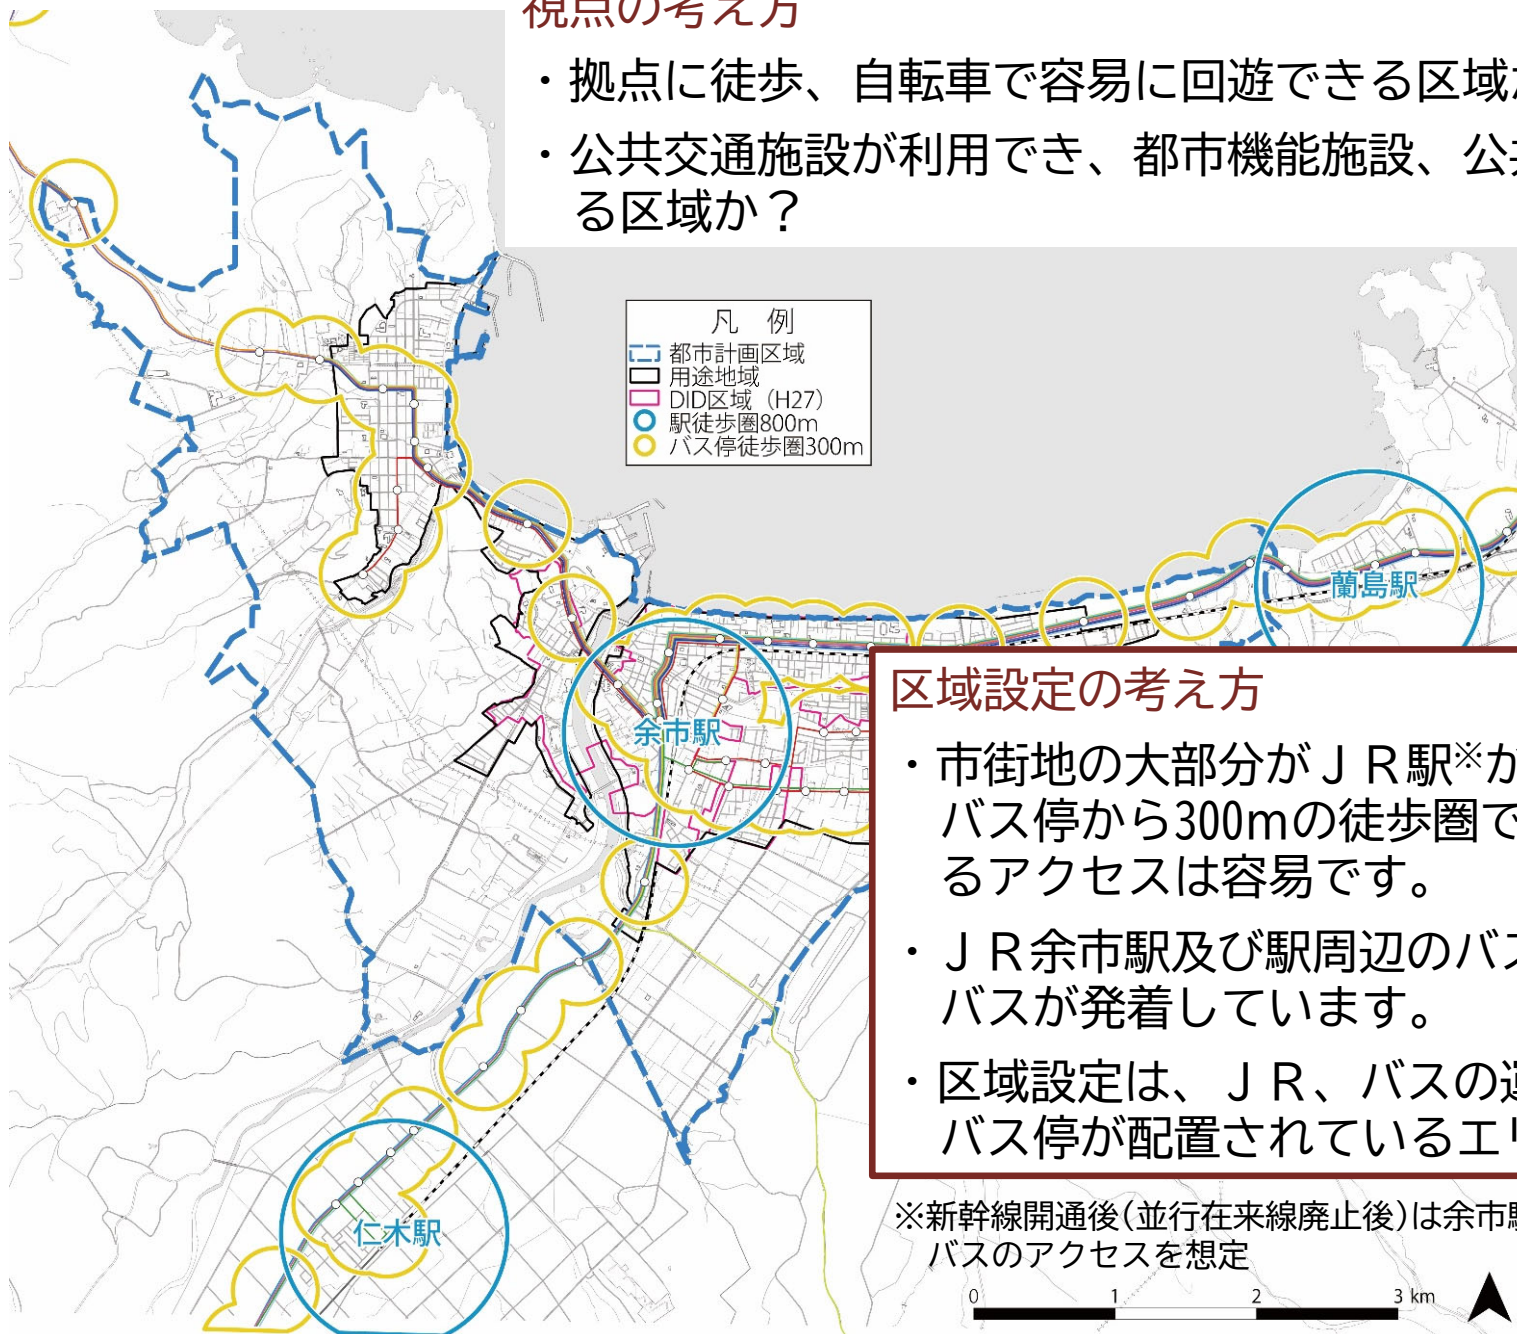 視点の考え方
・拠点に徒歩、自転車で容易に回遊できる区域
・公共交通施設が利用でき、都市機能施設、公共
る区域か？
凡 例
都市計画区域
用途地域
DID区域（H27）
駅徒歩圏800m
バス停徒歩圏300m
蘭島駅
余市駅
仁木駅
区域設定の考え方
・市街地の大部分がＪＲ駅※か
バス停から300mの徒歩圏で
るアクセスは容易です。
・ＪＲ余市駅及び駅周辺のバス
バスが発着しています。
・区域設定は、ＪＲ、バスの運
バス停が配置されているエリ
※新幹線開通後(並行在来線廃止後)は余市駅
バスのアクセスを想定
0 1 2 3 km